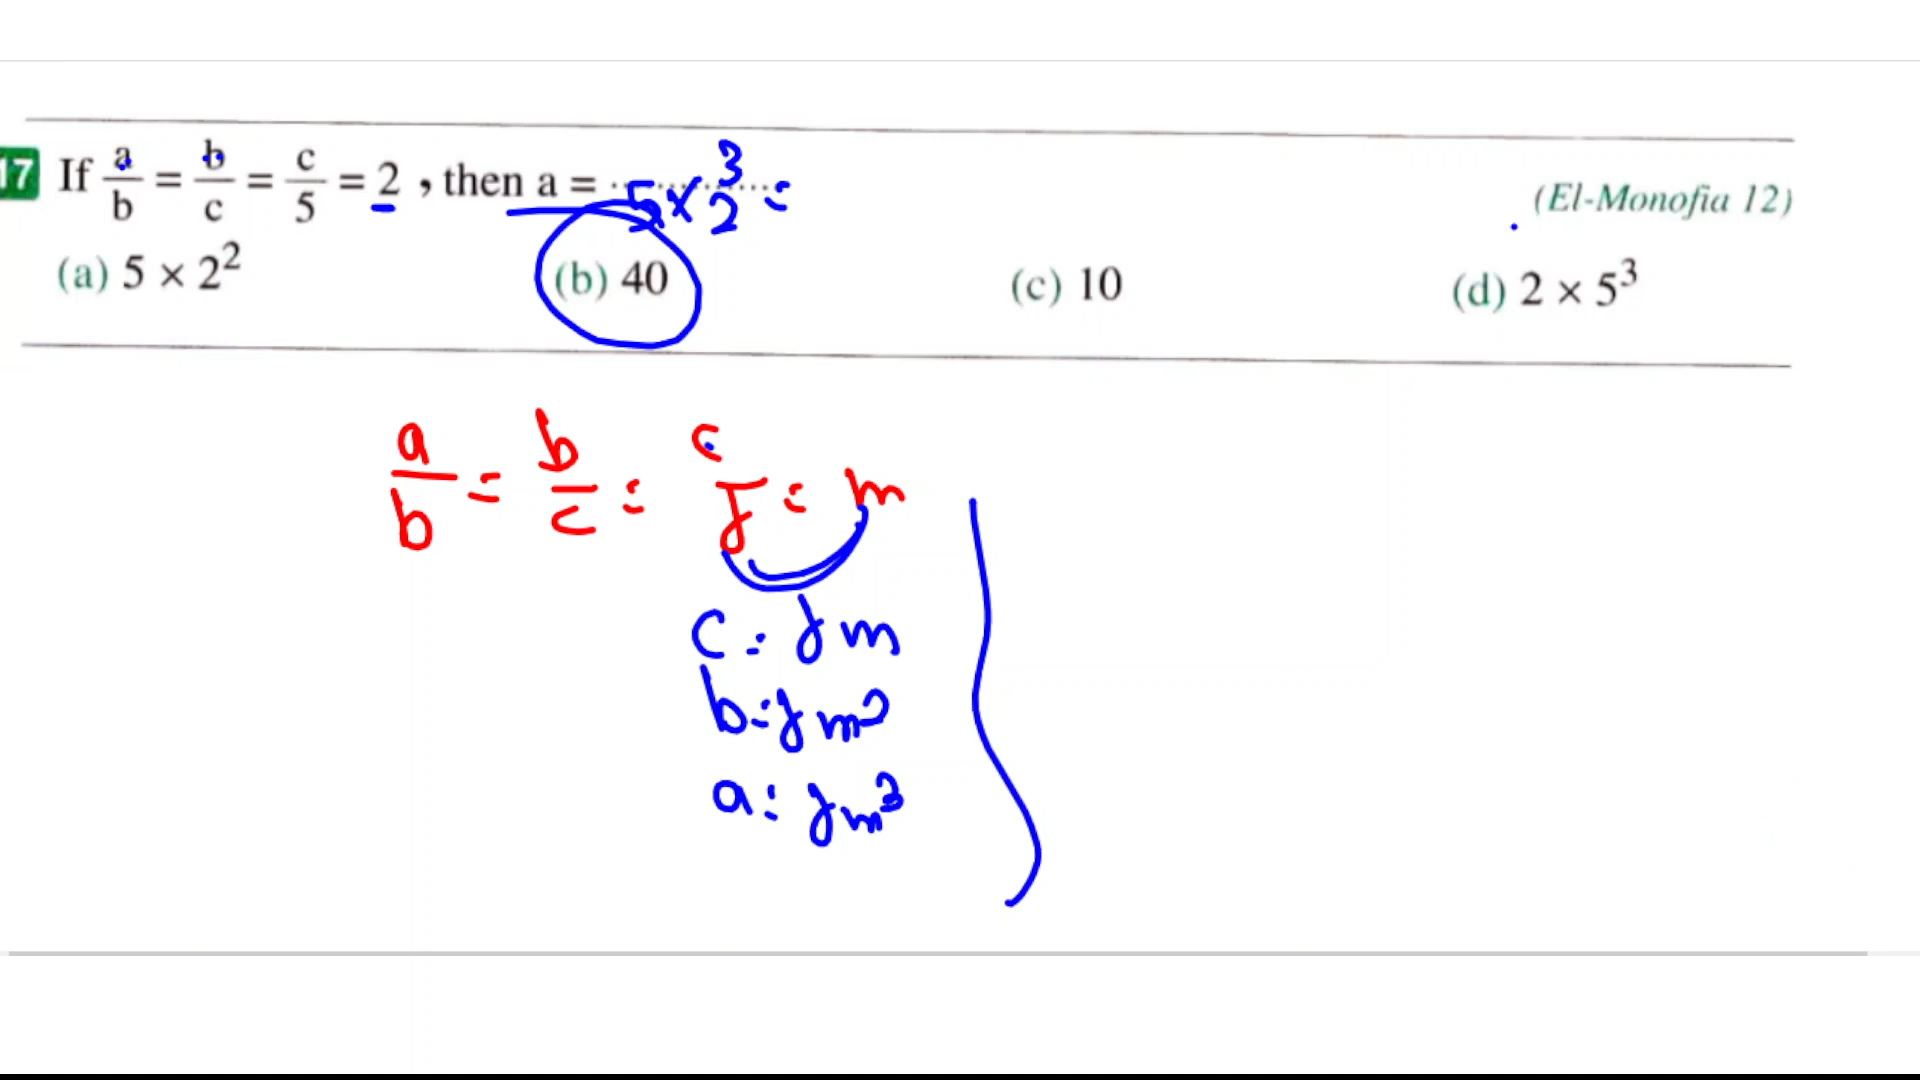 17 If a/b = b/c = c/5 = 2 , then a = ............ 5 × 2³ =
(El-Monofia 12)
(a) 5 × 2² (b) 40 (c) 10 (d) 2 × 5³
a/b = b/c = c/d = m
c = dm
b = dm²
a = dm³